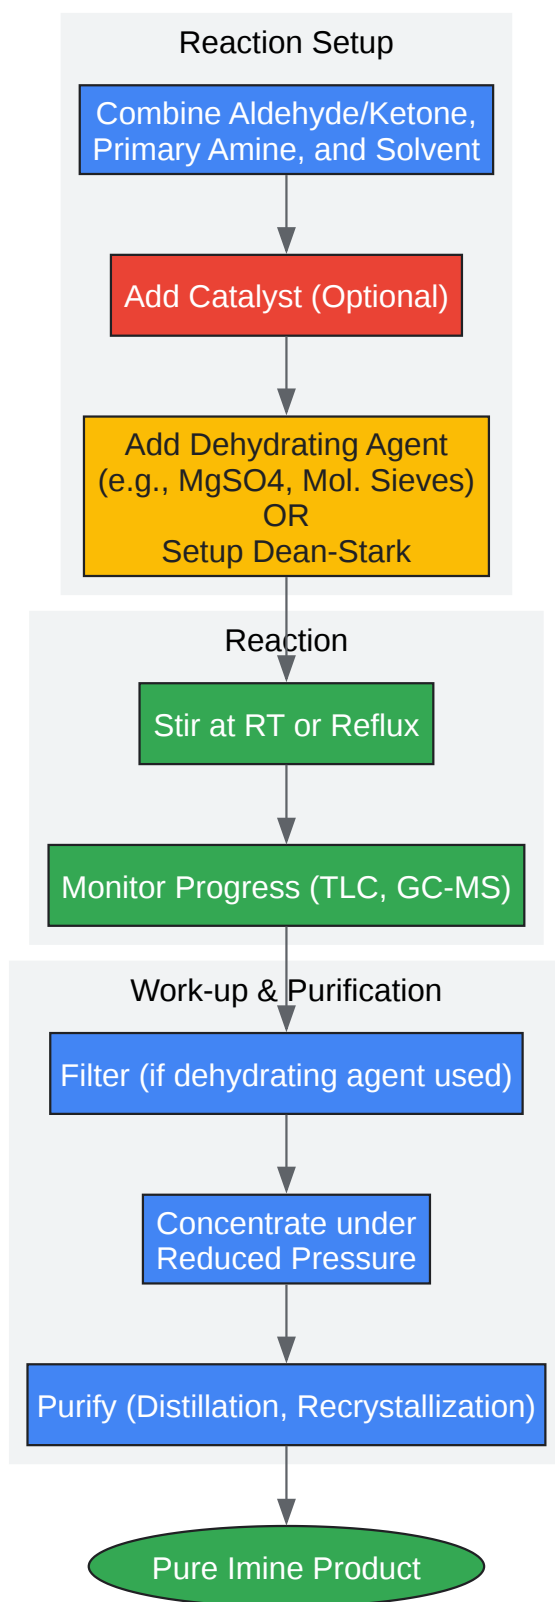 Reaction Setup
Combine Aldehyde/Ketone,
Primary Amine, and Solvent
Add Catalyst (Optional)
Add Dehydrating Agent
(e.g., MgSO4, Mol. Sieves)
OR
Setup Dean-Stark
Reaction
Stir at RT or Reflux
Monitor Progress (TLC, GC-MS)
Work-up & Purification
Filter (if dehydrating agent used)
Concentrate under
Reduced Pressure
Purify (Distillation, Recrystallization)
Pure Imine Product